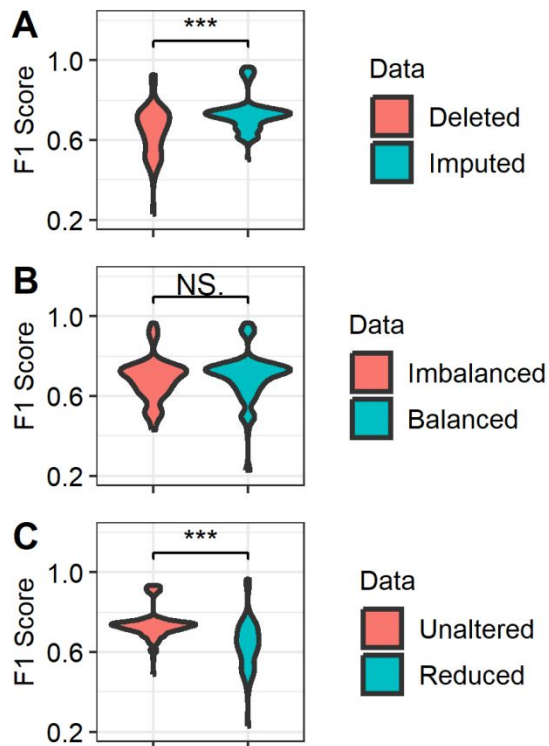 A
***
F1 Score
1.0
0.6
0.2
Data
Deleted
Imputed
B
NS.
F1 Score
1.0
0.6
0.2
Data
Imbalanced
Balanced
C
***
F1 Score
1.0
0.6
0.2
Data
Unaltered
Reduced